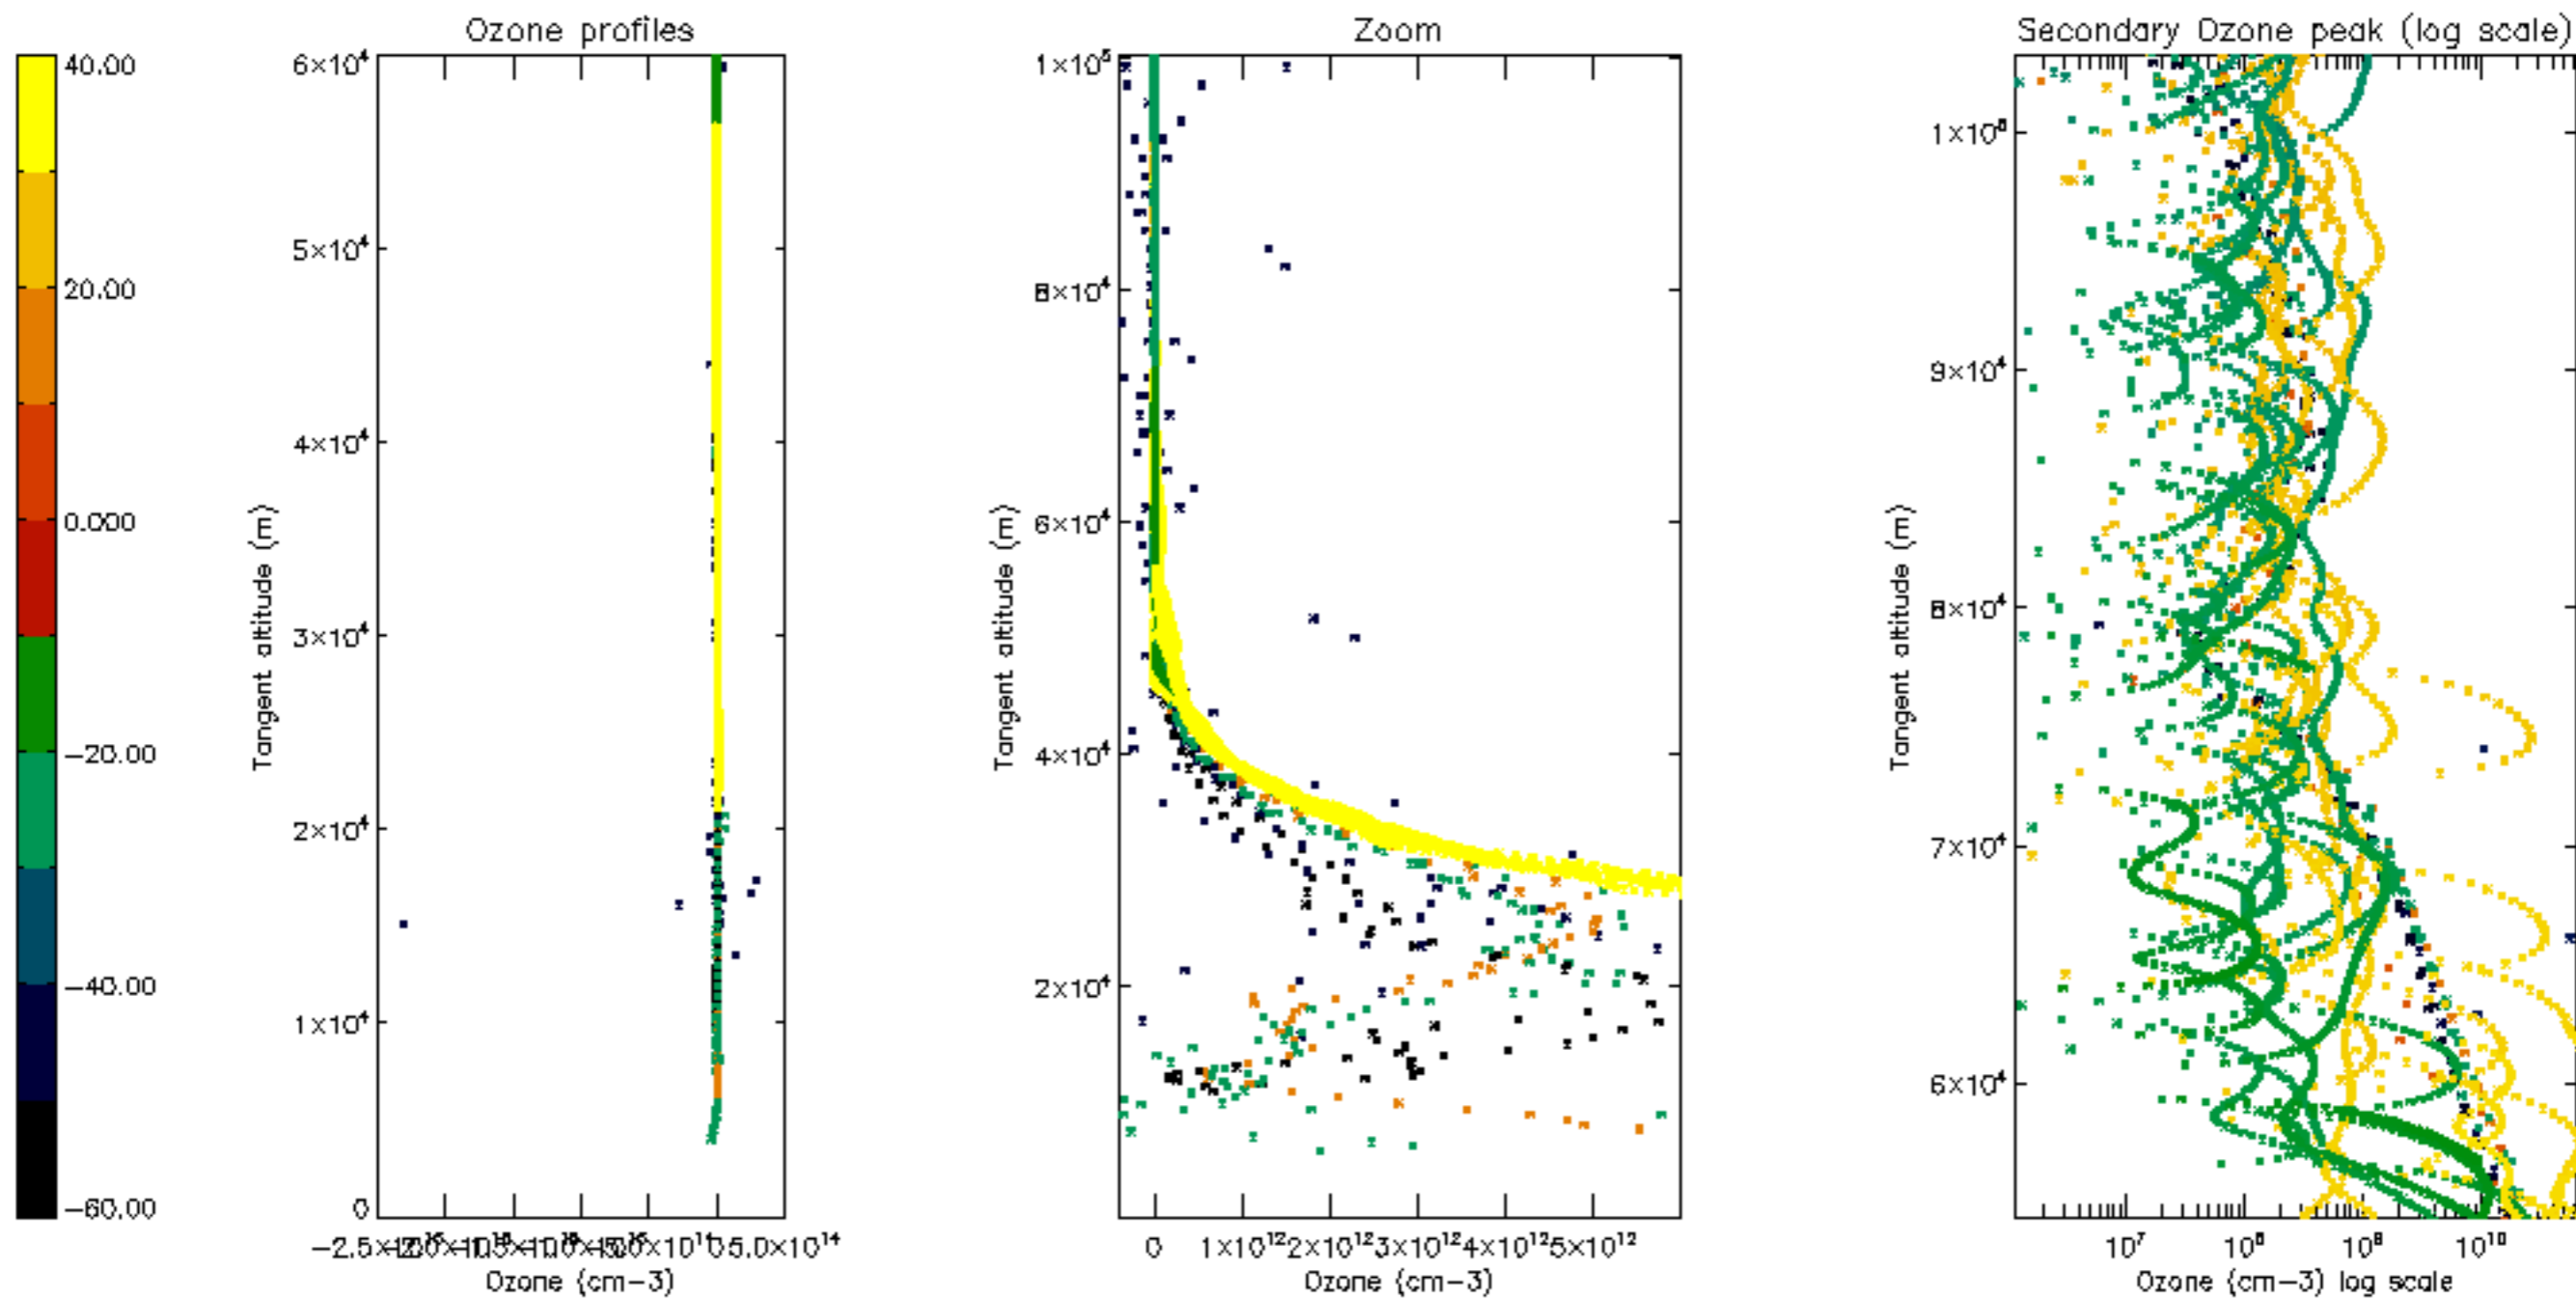 Ozone profiles
Zoom
Secondary Ozone peak (log scale)
40.00
20.00
0.000
-20.00
-40.00
-60.00
6×10⁴
5×10⁴
4×10⁴
3×10⁴
2×10⁴
1×10⁴
0
Tangent altitude (m)
5.0×10¹⁴
Ozone (cm-3)
1×10⁵
8×10⁴
6×10⁴
4×10⁴
2×10⁴
Tangent altitude (m)
0 1×10¹² 2×10¹² 3×10¹² 4×10¹² 5×10¹²
Ozone (cm-3)
9×10⁴
8×10⁴
7×10⁴
6×10⁴
Tangent altitude (m)
10⁷ 10⁸ 10⁹ 10¹⁰
Ozone (cm-3) log scale